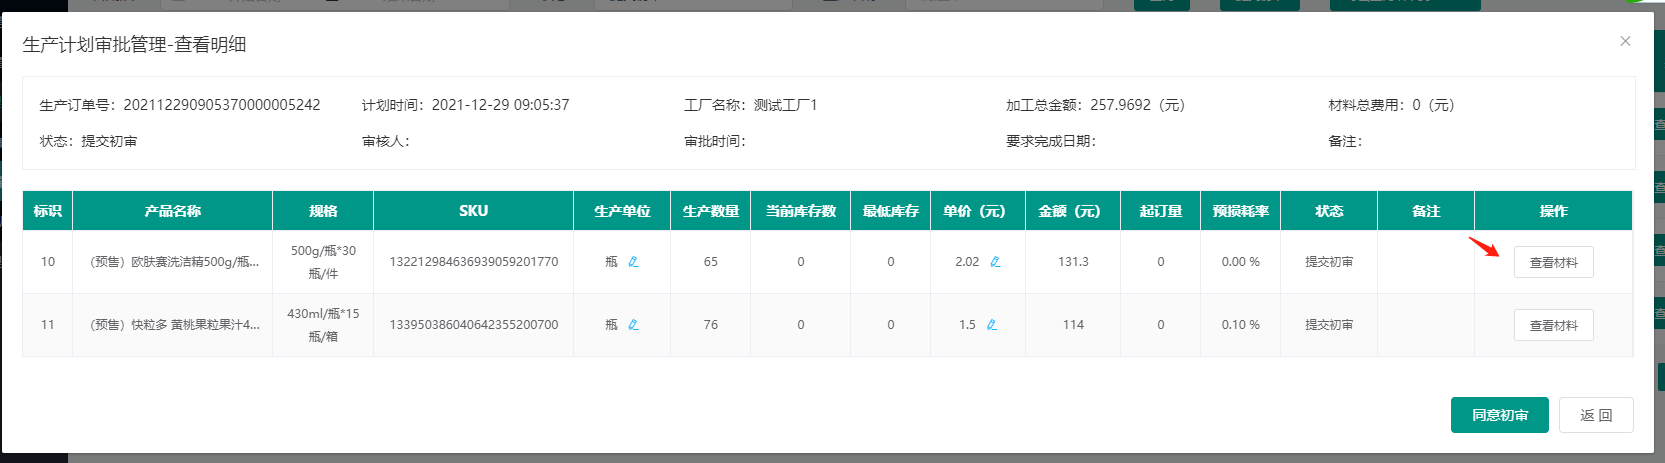 生产计划审批管理-查看明细
生产订单号：202112290905370000005242 计划时间：2021-12-29 09:05:37 工厂名称：测试工厂1 加工总金额：257.9692（元） 材料总费用：0（元）
状态：提交初审 审核人： 审批时间： 要求完成日期： 备注：
标识 产品名称 规格 SKU 生产单位 生产数量 当前库存数 最低库存 单价（元） 金额（元） 起订量 预损耗率 状态 备注 操作
10 （预售）欧肤赛洗洁精500g/瓶... 500g/瓶*30瓶/件 132212984636939059201770 瓶 65 0 0 2.02 131.3 0 0.00 % 提交初审 查看材料
11 （预售）快粒多 黄桃果粒果汁4... 430ml/瓶*15瓶/箱 133950386040642355200700 瓶 76 0 0 1.5 114 0 0.10 % 提交初审 查看材料
同意初审 返 回